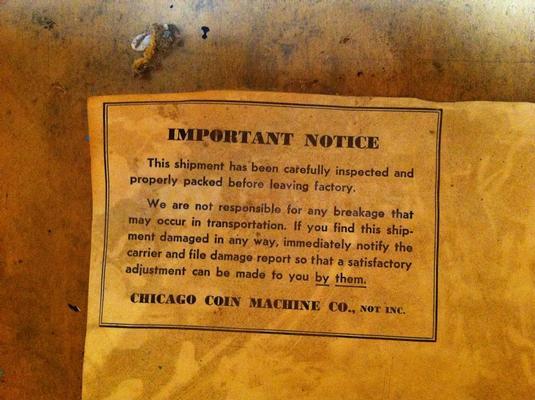 IMPORTANT NOTICE
This shipment has been carefully inspected and
properly packed before leaving factory.
We are not responsible for any breakage that
may occur in transportation. If you find this ship-
ment damaged in any way, immediately notify the
carrier and file damage report so that a satisfactory
adjustment can be made to you by them.
CHICAGO COIN MACHINE CO., NOT INC.